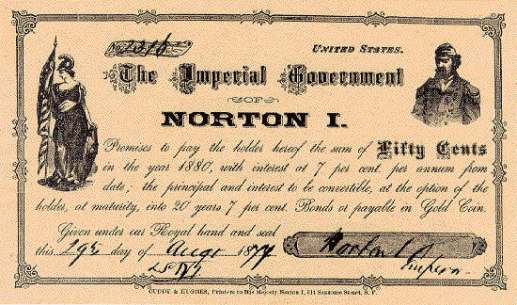 1316
UNITED STATES.
The Imperial Government
OF
NORTON I.
Promises to pay the holder hereof the sum of Fifty Cents
in the year 1880, with interest at 7 per cent. per annum from
date; the principal and interest to be convertible, at the option of the
holder, at maturity, into 20 years 7 per cent. Bonds or payable in Gold Coin.
Given under our Royal hand and seal
this 29th day of Augt 187
Norton I
CUDDY & HUGHES, Printers to His Majesty Norton I, 511 Sansome Street, S. F.